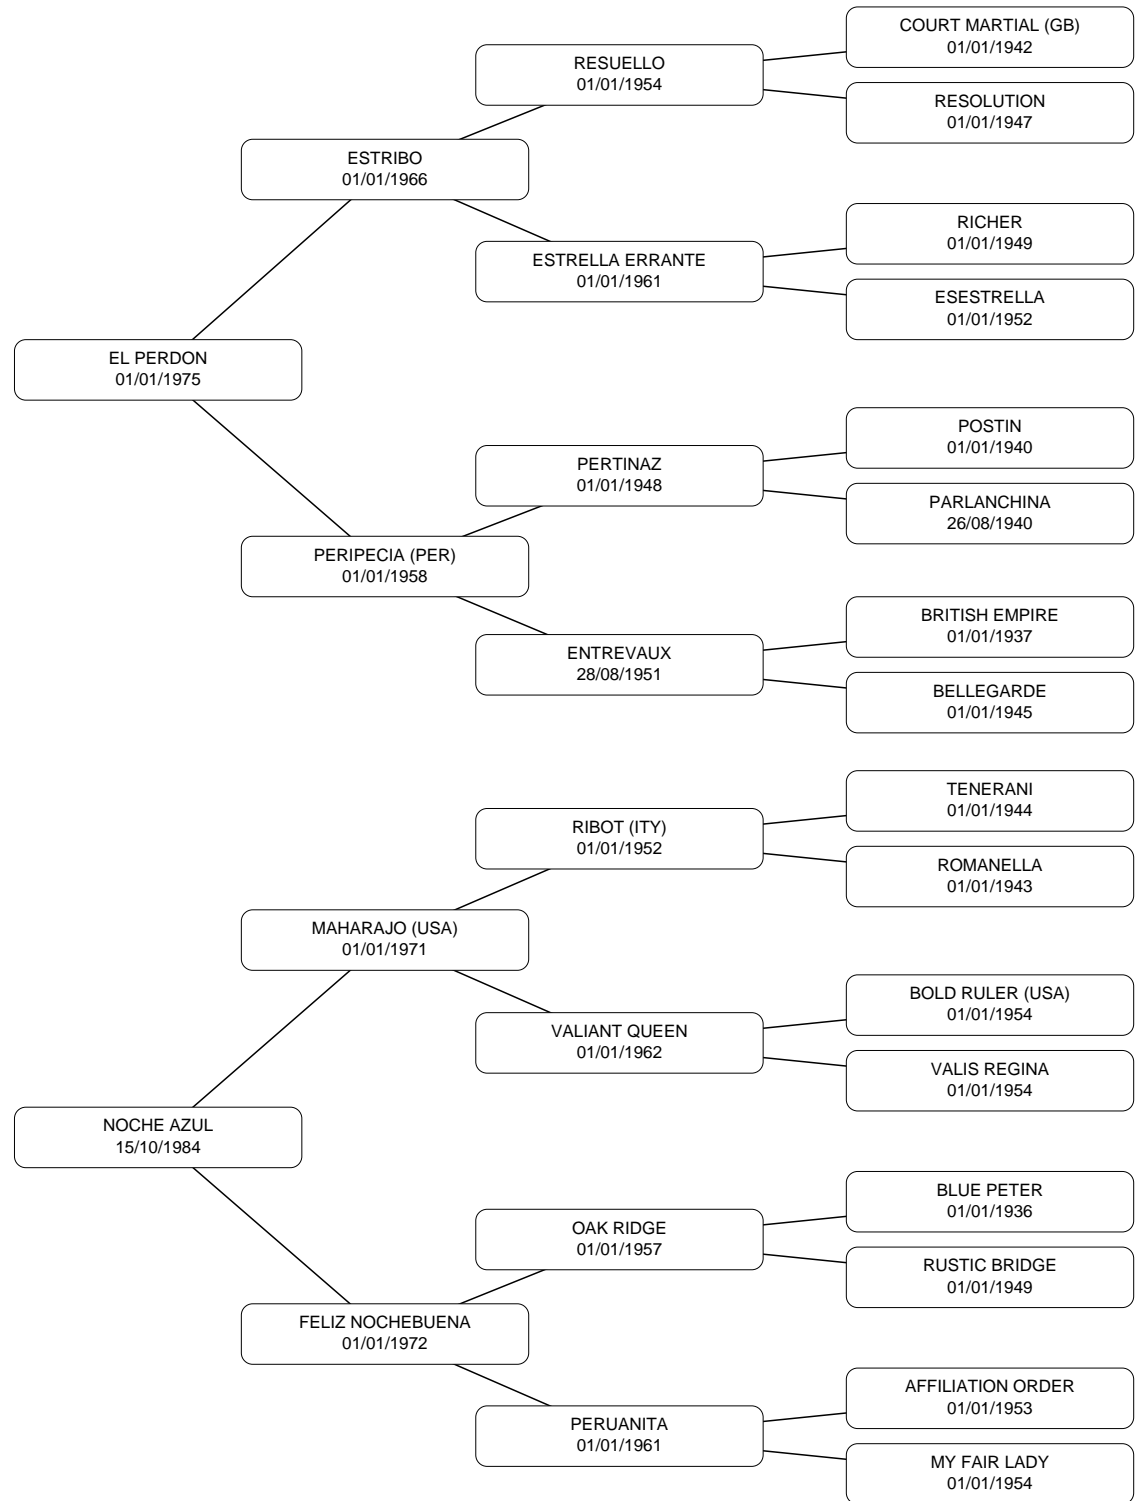 COURT MARTIAL (GB)
01/01/1942
RESUELLO
01/01/1954
RESOLUTION
01/01/1947
ESTRIBO
01/01/1966
RICHER
01/01/1949
ESTRELLA ERRANTE
01/01/1961
ESESTRELLA
01/01/1952
EL PERDON
01/01/1975
POSTIN
01/01/1940
PERTINAZ
01/01/1948
PARLANCHINA
26/08/1940
PERIPECIA (PER)
01/01/1958
BRITISH EMPIRE
01/01/1937
ENTREVAUX
28/08/1951
BELLEGARDE
01/01/1945
TENERANI
01/01/1944
RIBOT (ITY)
01/01/1952
ROMANELLA
01/01/1943
MAHARAJO (USA)
01/01/1971
BOLD RULER (USA)
01/01/1954
VALIANT QUEEN
01/01/1962
VALIS REGINA
01/01/1954
NOCHE AZUL
15/10/1984
BLUE PETER
01/01/1936
OAK RIDGE
01/01/1957
RUSTIC BRIDGE
01/01/1949
FELIZ NOCHEBUENA
01/01/1972
AFFILIATION ORDER
01/01/1953
PERUANITA
01/01/1961
MY FAIR LADY
01/01/1954